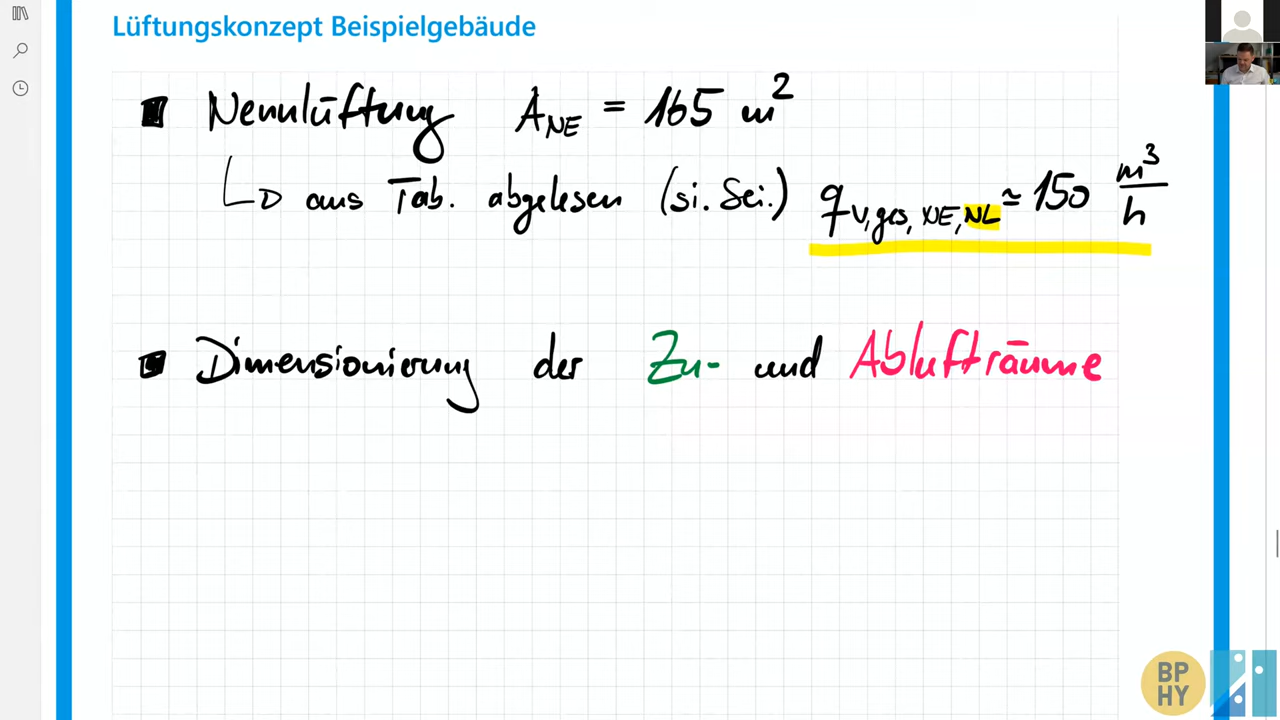 Lüftungskonzept Beispielgebäude
Nennlüftung A_NE = 165 m²
↳ aus Tab. abgelesen (si. Sei.) q_v,ges,NE,NL ≃ 150 m³/h
Dimensionierung der Zu- und Ablufträume
BP
HY